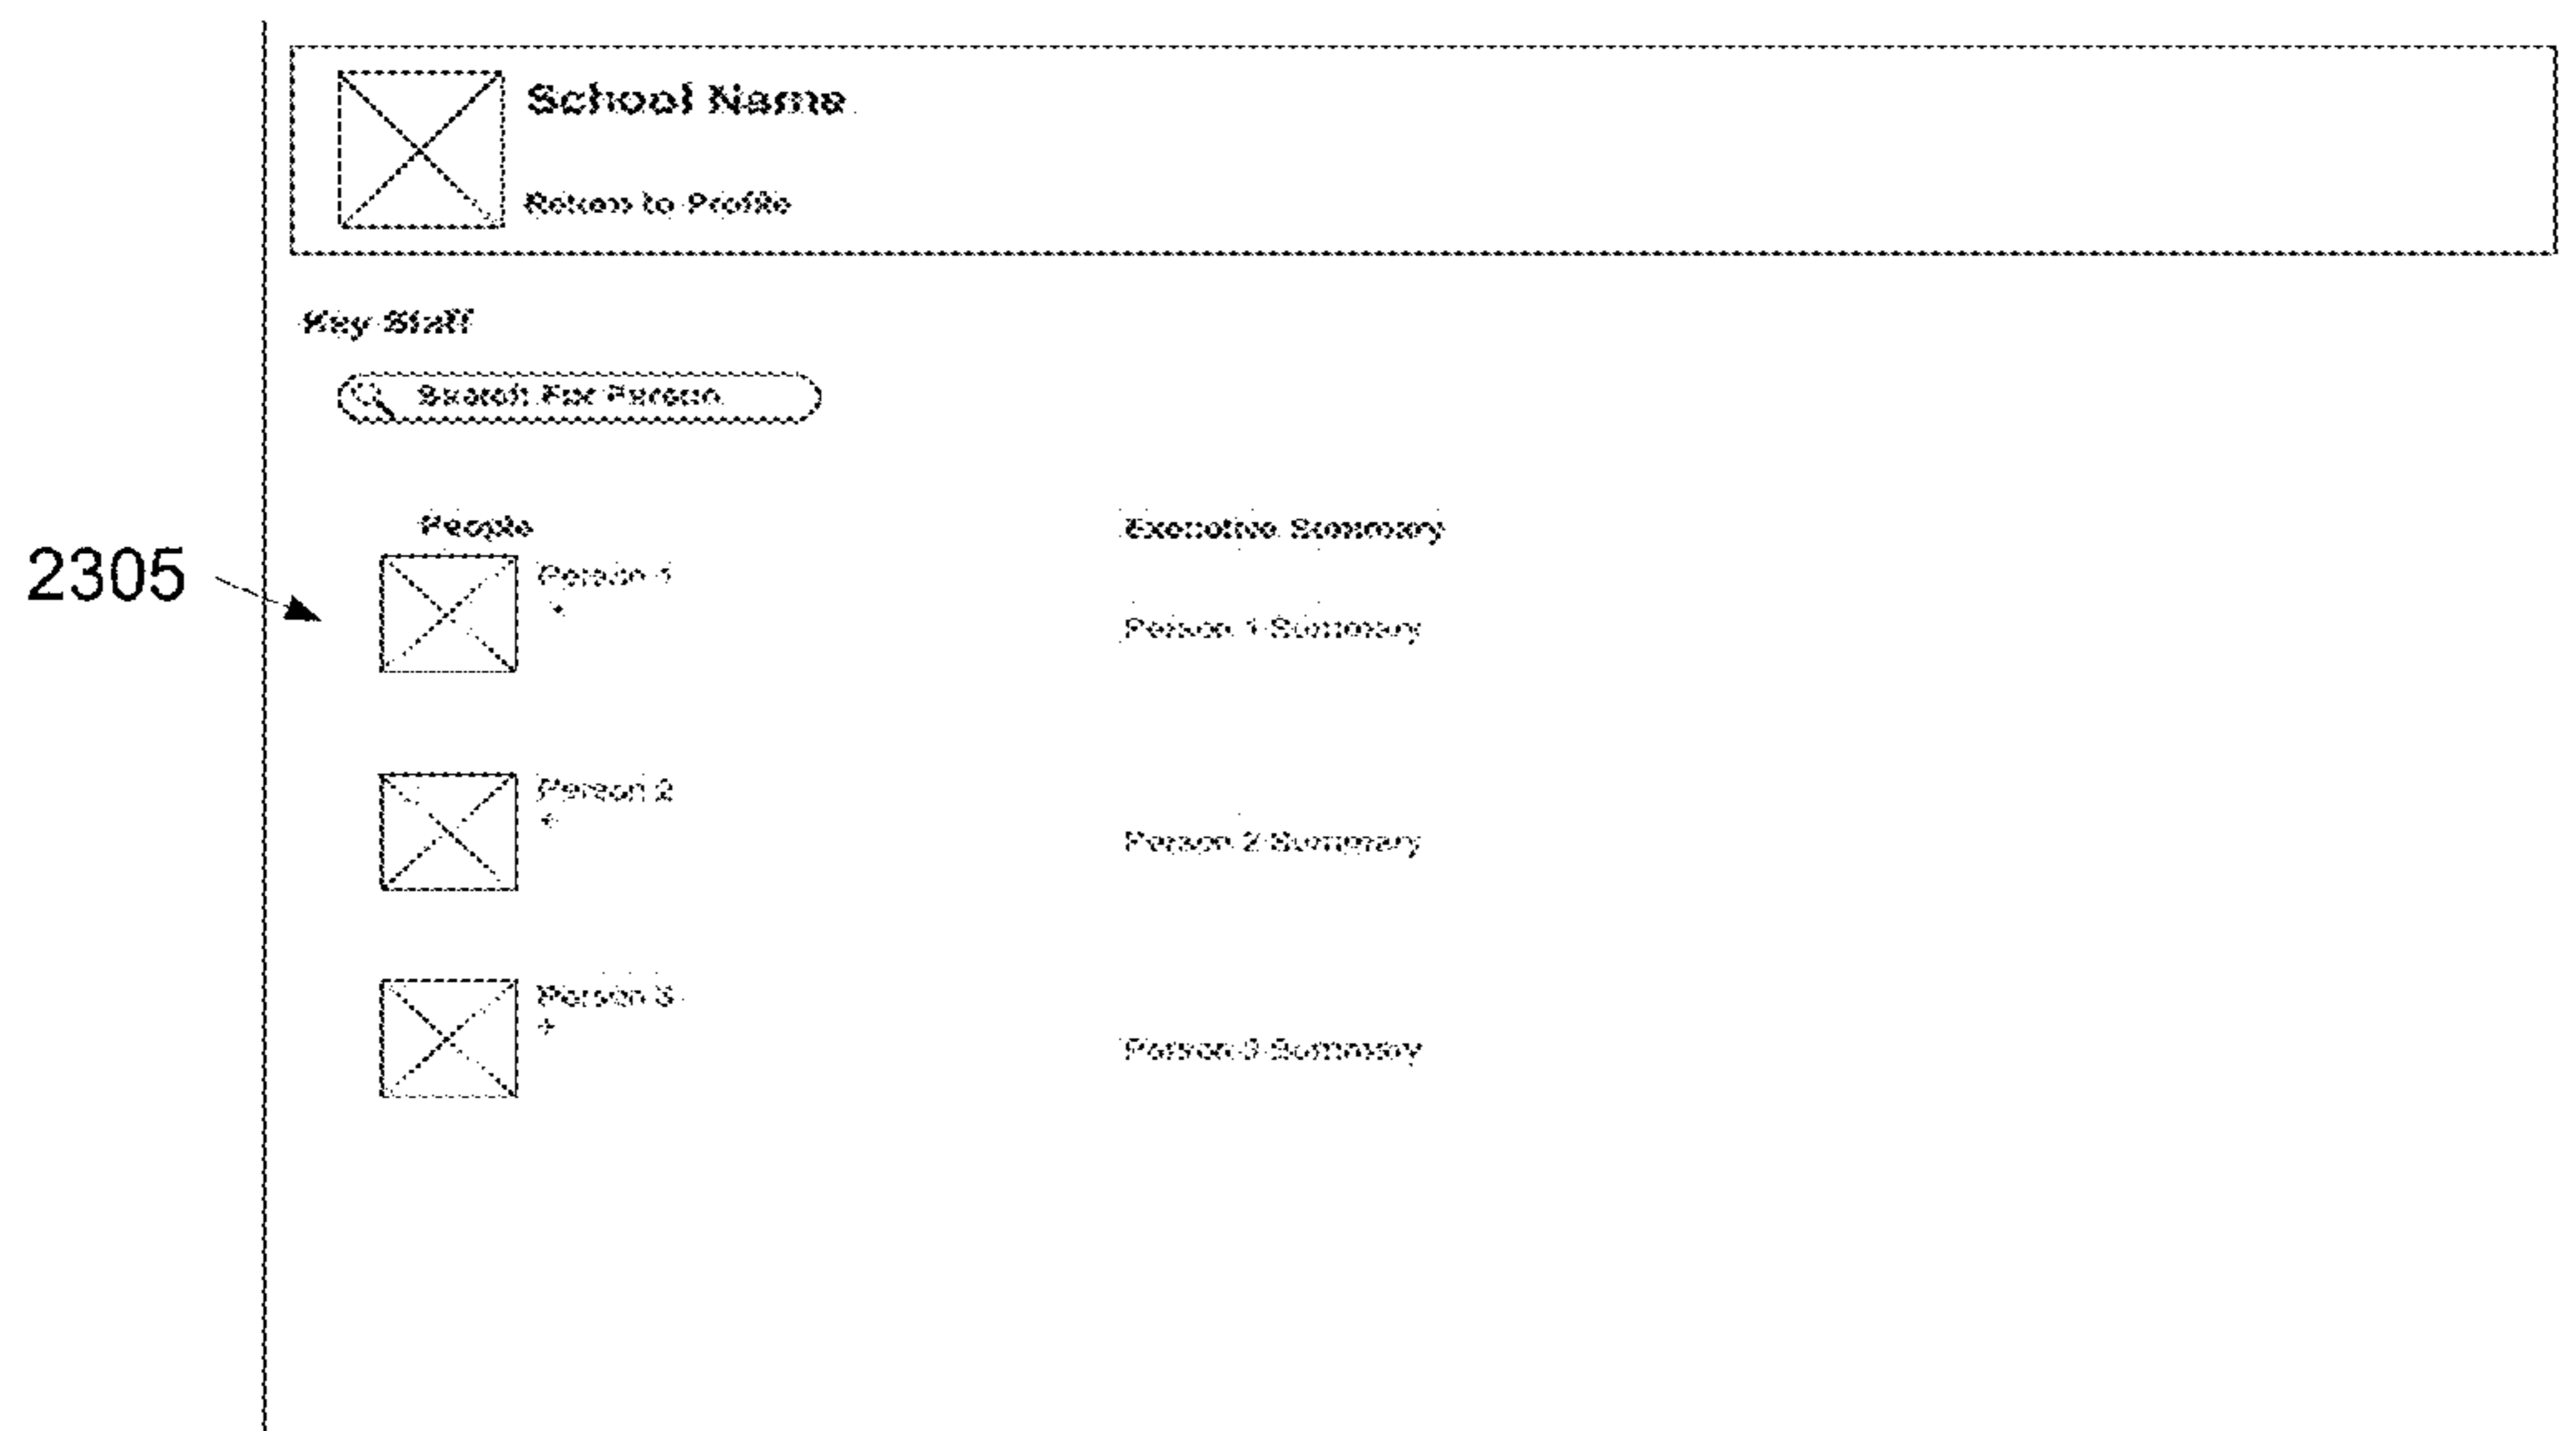 School Name
Return to Profile
Key Staff
Search For Person
People
Executive Summary
2305
Person 1
+
Person 1 Summary
Person 2
+
Person 2 Summary
Person 3
+
Person 3 Summary